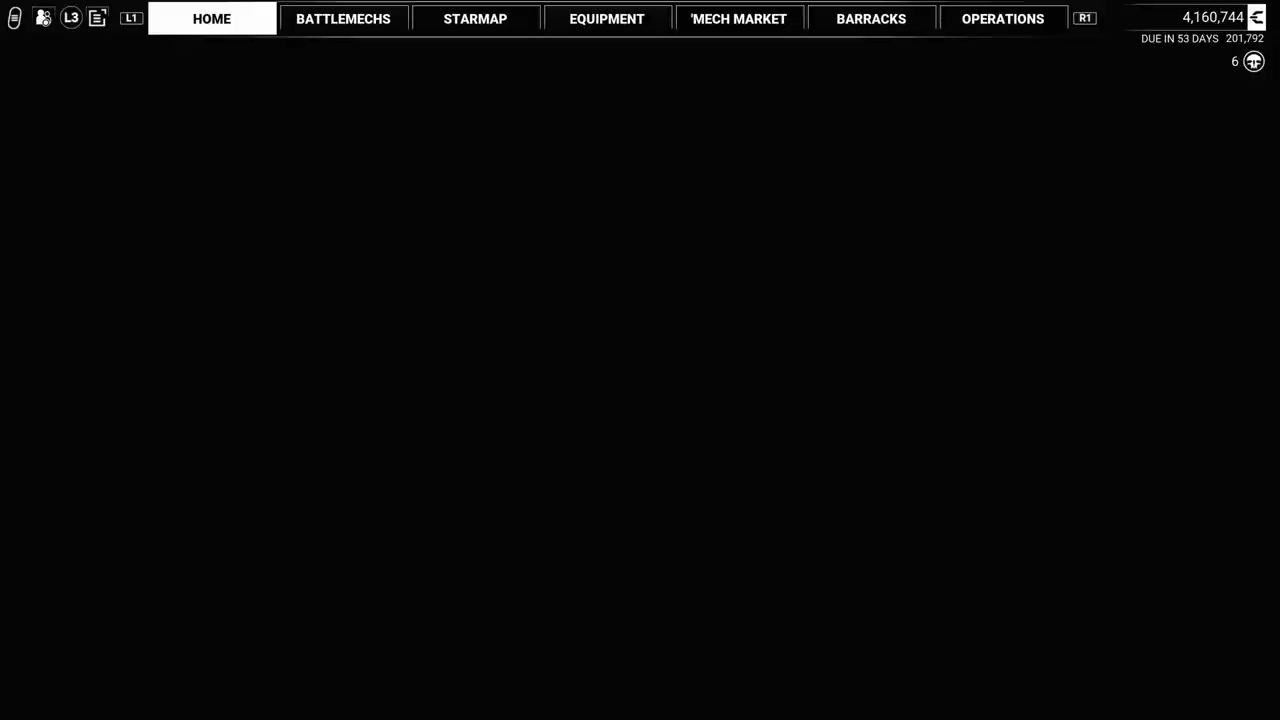 L3 L1 HOME BATTLEMECHS STARMAP EQUIPMENT 'MECH MARKET BARRACKS OPERATIONS R1 4,160,744
DUE IN 53 DAYS 201,792
6